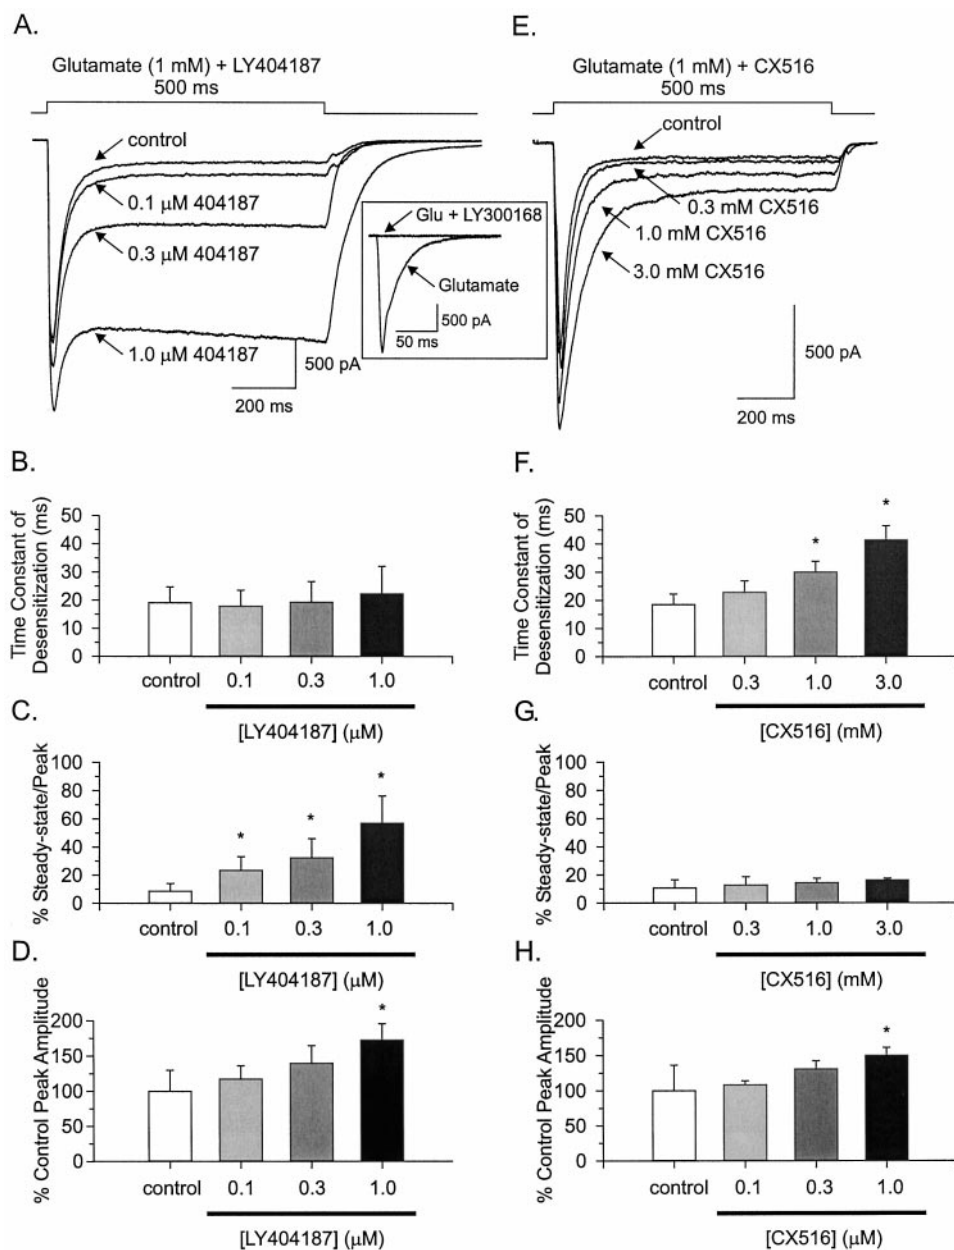 A.
Glutamate (1 mM) + LY404187
500 ms
control
0.1 μM 404187
0.3 μM 404187
1.0 μM 404187
500 pA
200 ms
Glu + LY300168
Glutamate
500 pA
50 ms
E.
Glutamate (1 mM) + CX516
500 ms
control
0.3 mM CX516
1.0 mM CX516
3.0 mM CX516
500 pA
200 ms
B.
Time Constant of
Desensitization (ms)
50
40
30
20
10
0
control 0.1 0.3 1.0
[LY404187] (μM)
F.
Time Constant of
Desensitization (ms)
50
40
30
20
10
0
* *
control 0.3 1.0 3.0
[CX516] (mM)
C.
% Steady-state/Peak
100
80
60
40
20
0
* * *
control 0.1 0.3 1.0
[LY404187] (μM)
G.
% Steady-state/Peak
100
80
60
40
20
0
control 0.3 1.0 3.0
[CX516] (mM)
D.
% Control Peak Amplitude
200
150
100
50
0
*
control 0.1 0.3 1.0
[LY404187] (μM)
H.
% Control Peak Amplitude
200
150
100
50
0
*
control 0.1 0.3 1.0
[CX516] (μM)